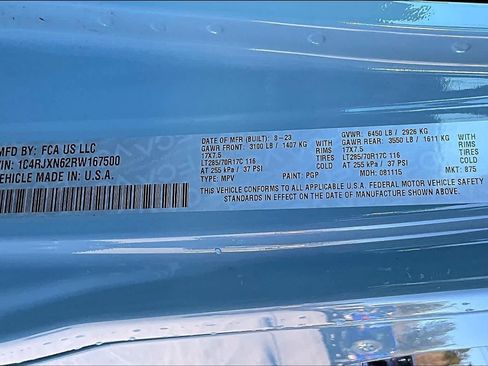 MFD BY: FCA US LLC
VIN: 1C4RJXN62RW167500
VEHICLE MADE IN: U.S.A.
DATE OF MFR (BUILT): 8-23
GAWR FRONT: 3100 LB / 1407 KG WITH
17X7.5 RIMS
LT285/70R17C 116 TIRES
AT 255 kPa / 37 PSI COLD
TYPE: MPV
PAINT: PGP
GVWR: 6450 LB / 2926 KG
GAWR REAR: 3550 LB / 1611 KG WITH
17X7.5 RIMS
LT285/70R17C 116 TIRES
AT 255 kPa / 37 PSI COLD
MDH: 081115
MKT: 875
THIS VEHICLE CONFORMS TO ALL APPLICABLE U.S.A. FEDERAL MOTOR VEHICLE SAFETY
STANDARDS IN EFFECT ON THE DATE OF MANUFACTURE SHOWN ABOVE.